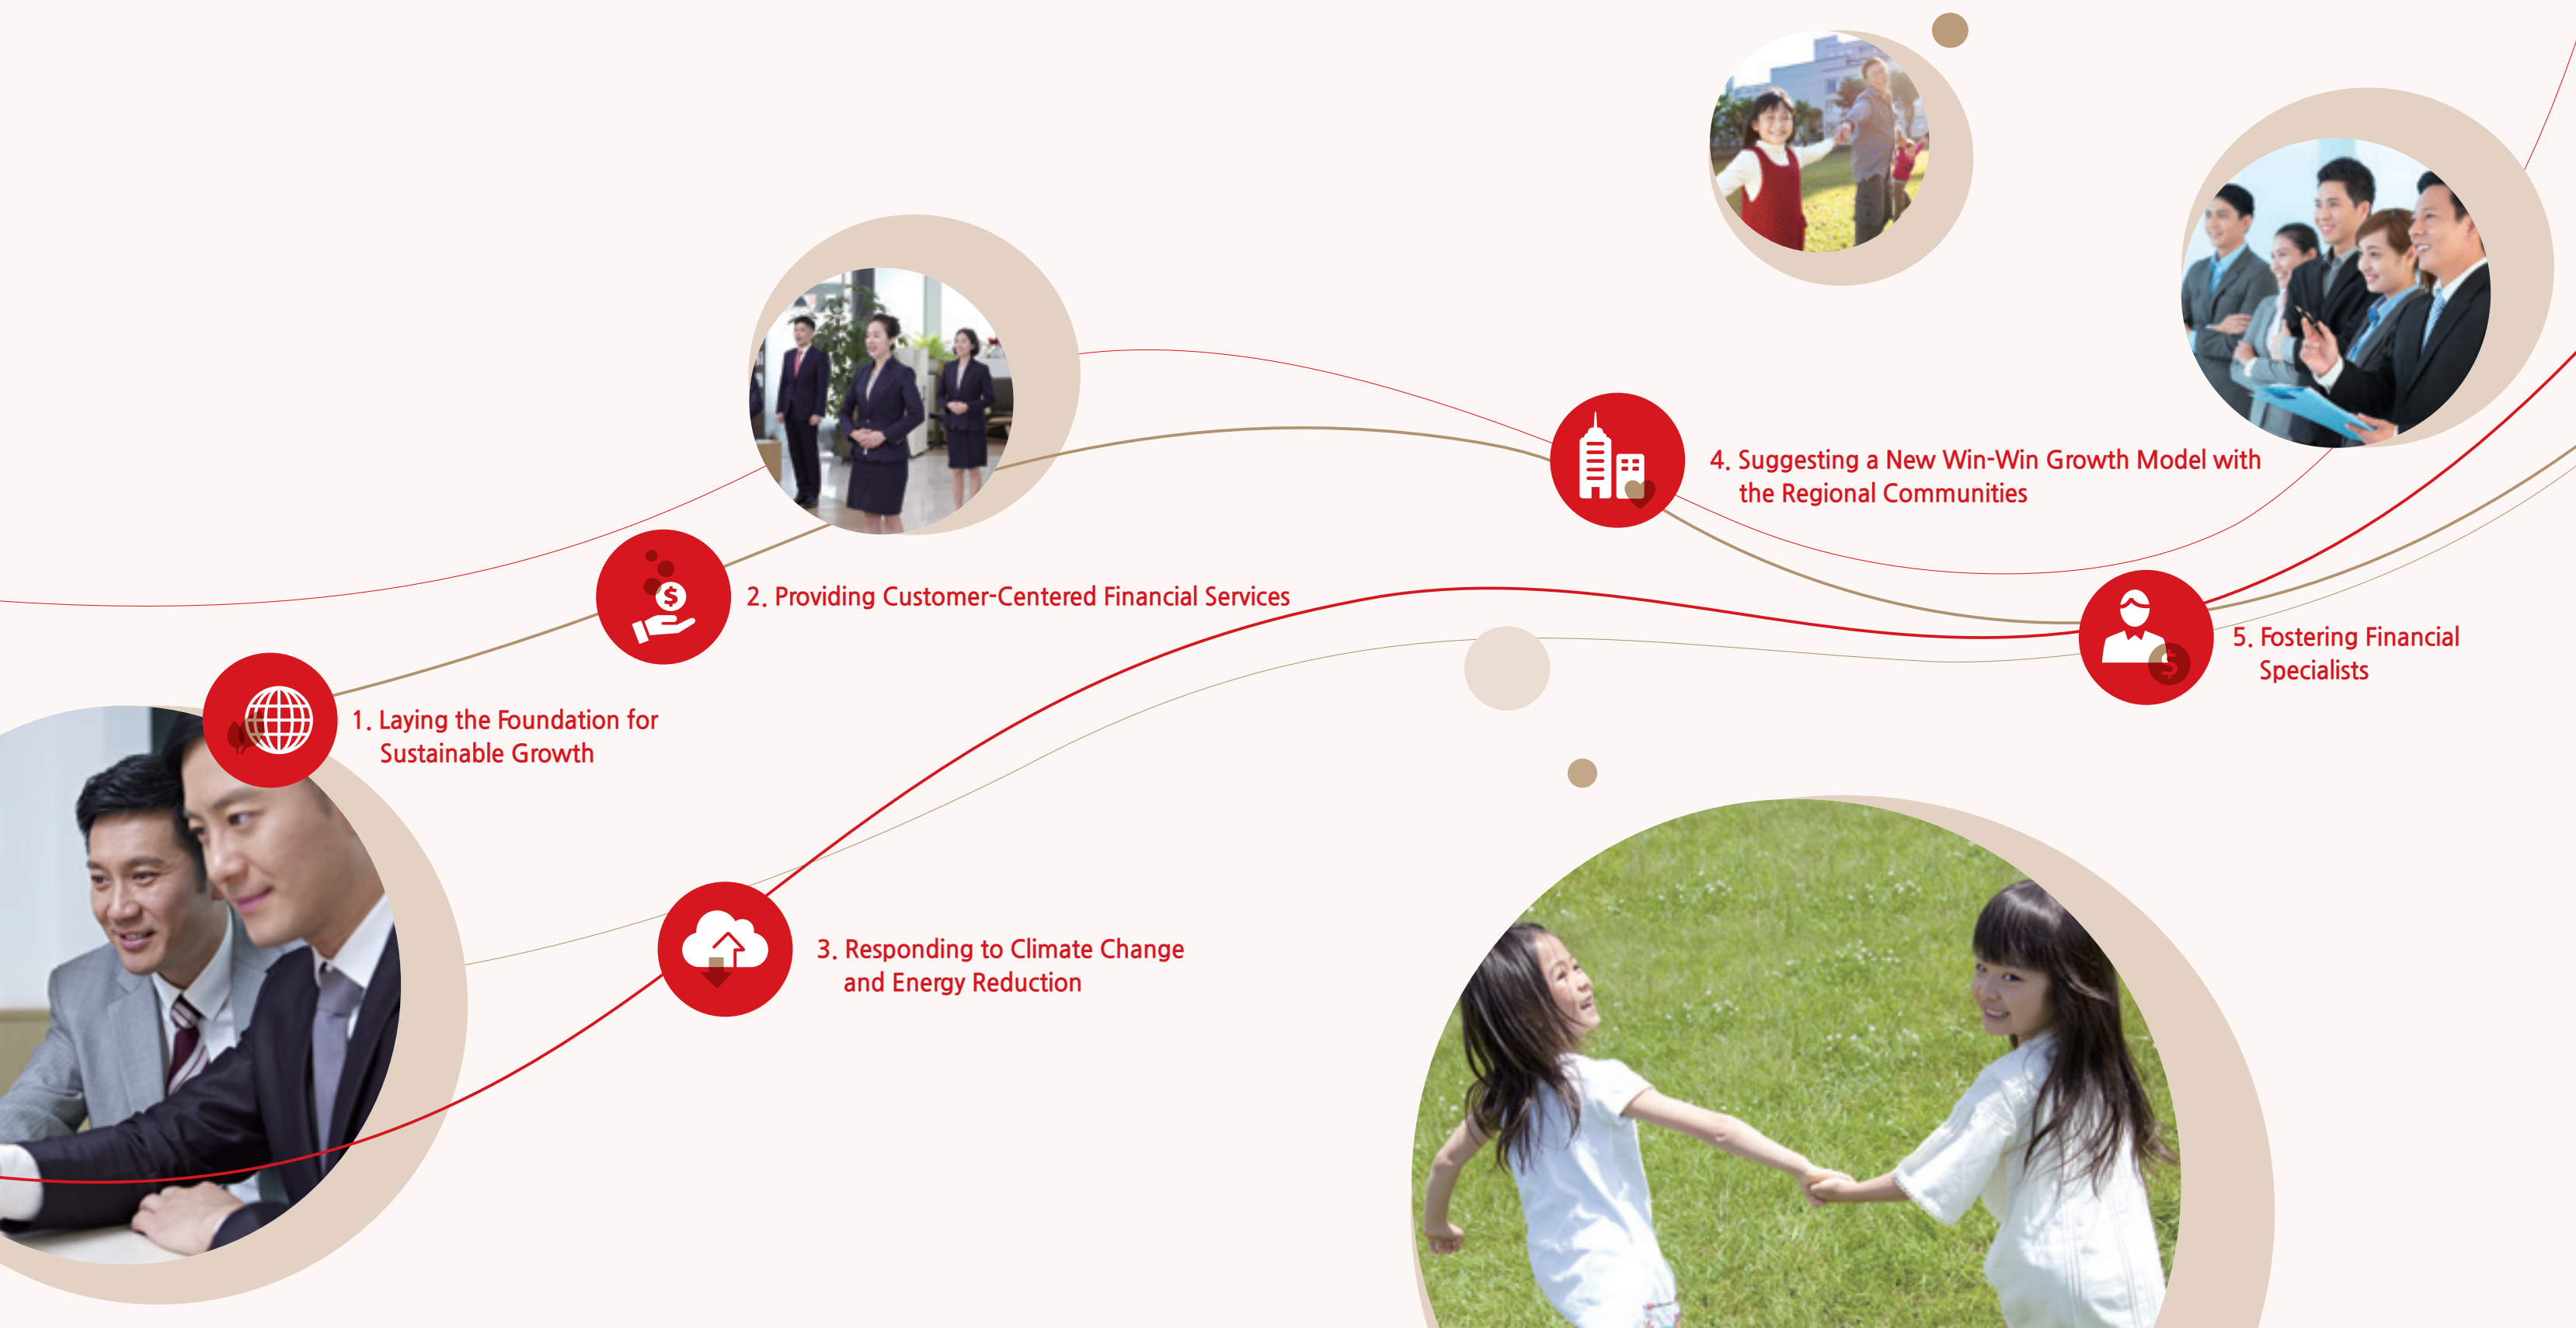 1. Laying the Foundation for
Sustainable Growth
2. Providing Customer-Centered Financial Services
3. Responding to Climate Change
and Energy Reduction
4. Suggesting a New Win-Win Growth Model with
the Regional Communities
5. Fostering Financial
Specialists